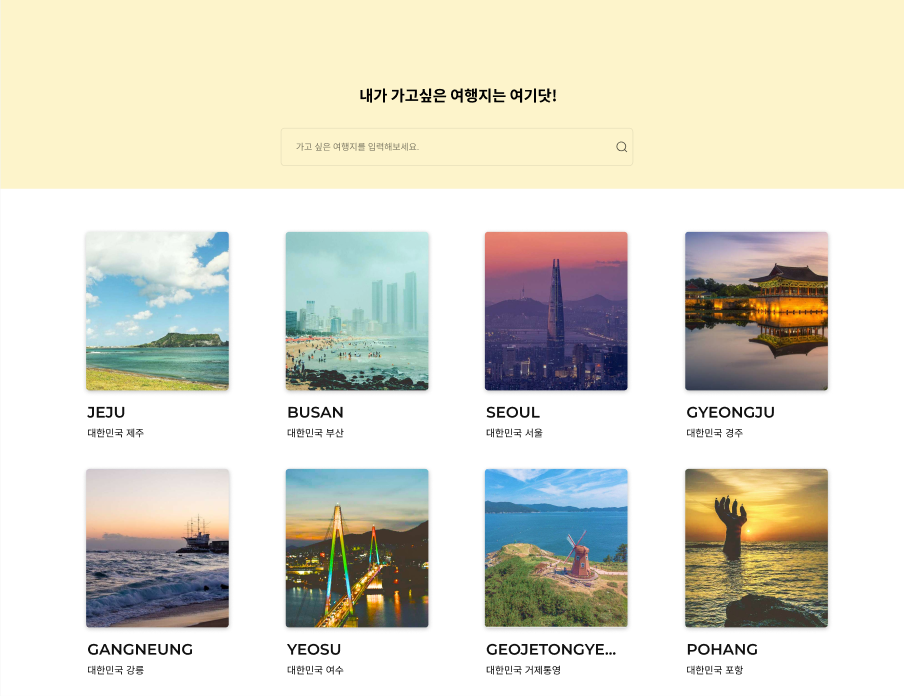 내가 가고싶은 여행지는 여기닷!
가고 싶은 여행지를 입력해보세요.
JEJU
대한민국 제주
BUSAN
대한민국 부산
SEOUL
대한민국 서울
GYEONGJU
대한민국 경주
GANGNEUNG
대한민국 강릉
YEOSU
대한민국 여수
GEOJETONGYE...
대한민국 거제통영
POHANG
대한민국 포항